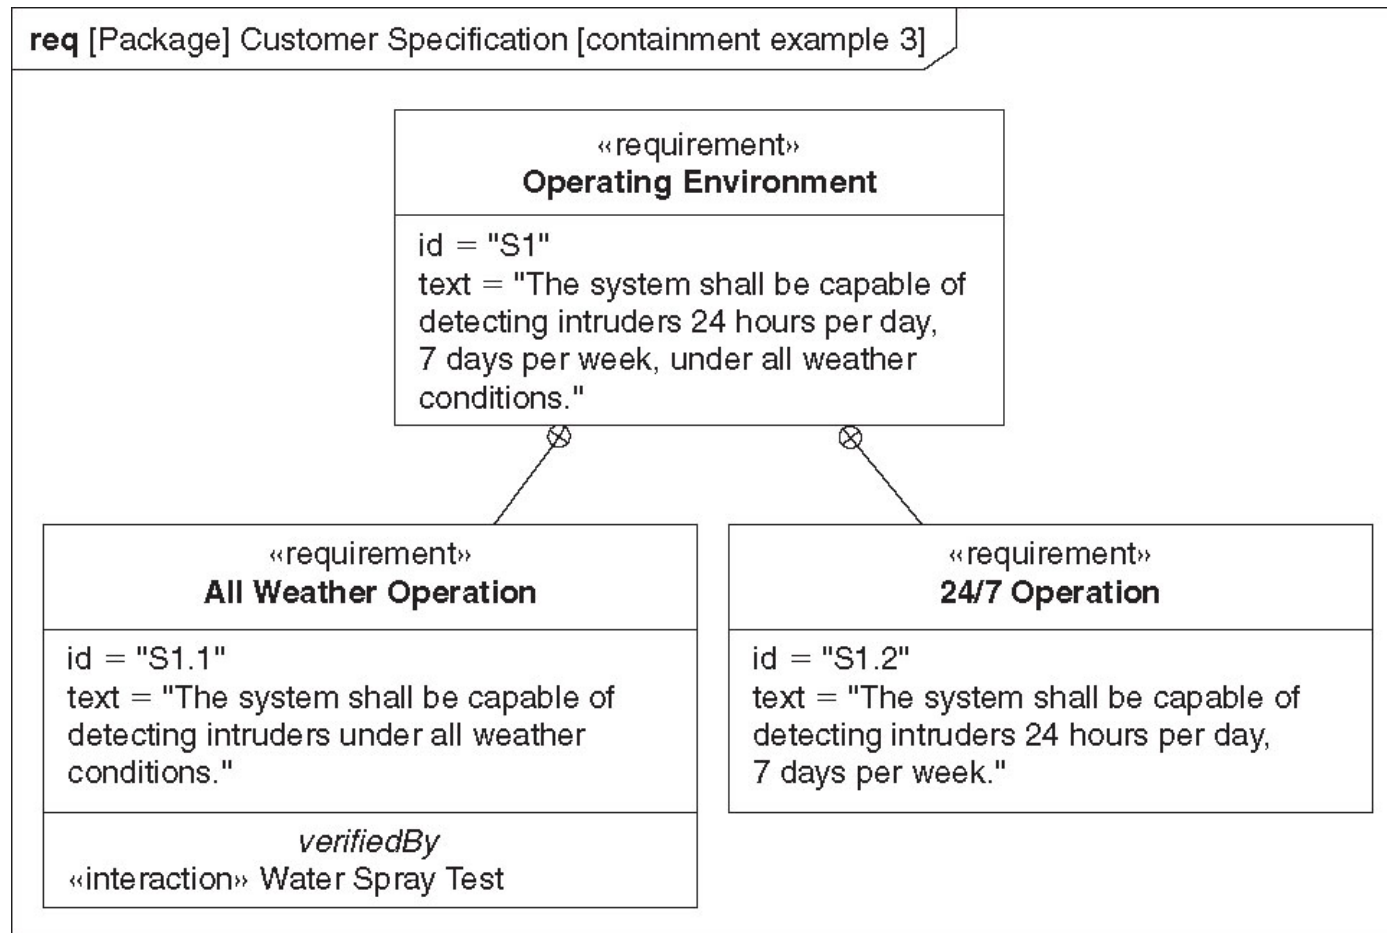 req [Package] Customer Specification [containment example 3]
«requirement»
Operating Environment
id = "S1"
text = "The system shall be capable of
detecting intruders 24 hours per day,
7 days per week, under all weather
conditions."
«requirement»
All Weather Operation
id = "S1.1"
text = "The system shall be capable of
detecting intruders under all weather
conditions."
verifiedBy
«interaction» Water Spray Test
«requirement»
24/7 Operation
id = "S1.2"
text = "The system shall be capable of
detecting intruders 24 hours per day,
7 days per week."